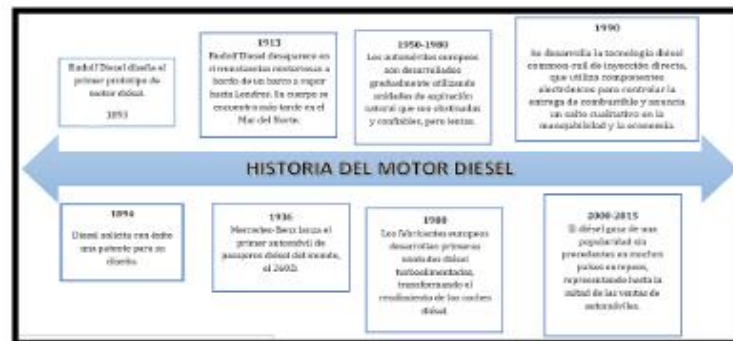 Rudolf Diesel diseña el
primer prototipo de
motor diésel.
1893
1913
Rudolf Diesel desaparece en
circunstancias misteriosas a
bordo de un barco a vapor
hasta Londres. Su cuerpo se
encuentra más tarde en el
Mar del Norte.
1950-1980
Los automóviles europeos
son desarrollados
gradualmente utilizando
unidades de aspiración
natural que son obstinadas
y confiables, pero lentas.
1990
Se desarrolla la tecnología diésel
common-rail de inyección directa,
que utiliza componentes
electrónicos para controlar la
entrega de combustible y anuncia
un salto cualitativo en la
manejabilidad y la economía.
HISTORIA DEL MOTOR DIESEL
1894
Diesel solicita con éxito
una patente para su
diseño.
1936
Mercedes-Benz lanza el
primer automóvil de
pasajeros diésel del mundo,
el 260D.
1980
Los fabricantes europeos
desarrollan primeras
unidades diésel
turboalimentadas,
transformando el
rendimiento de los coches
diésel.
2000-2015
El diésel goza de una
popularidad sin
precedentes en muchos
países europeos,
representando hasta la
mitad de las ventas de
automóviles.